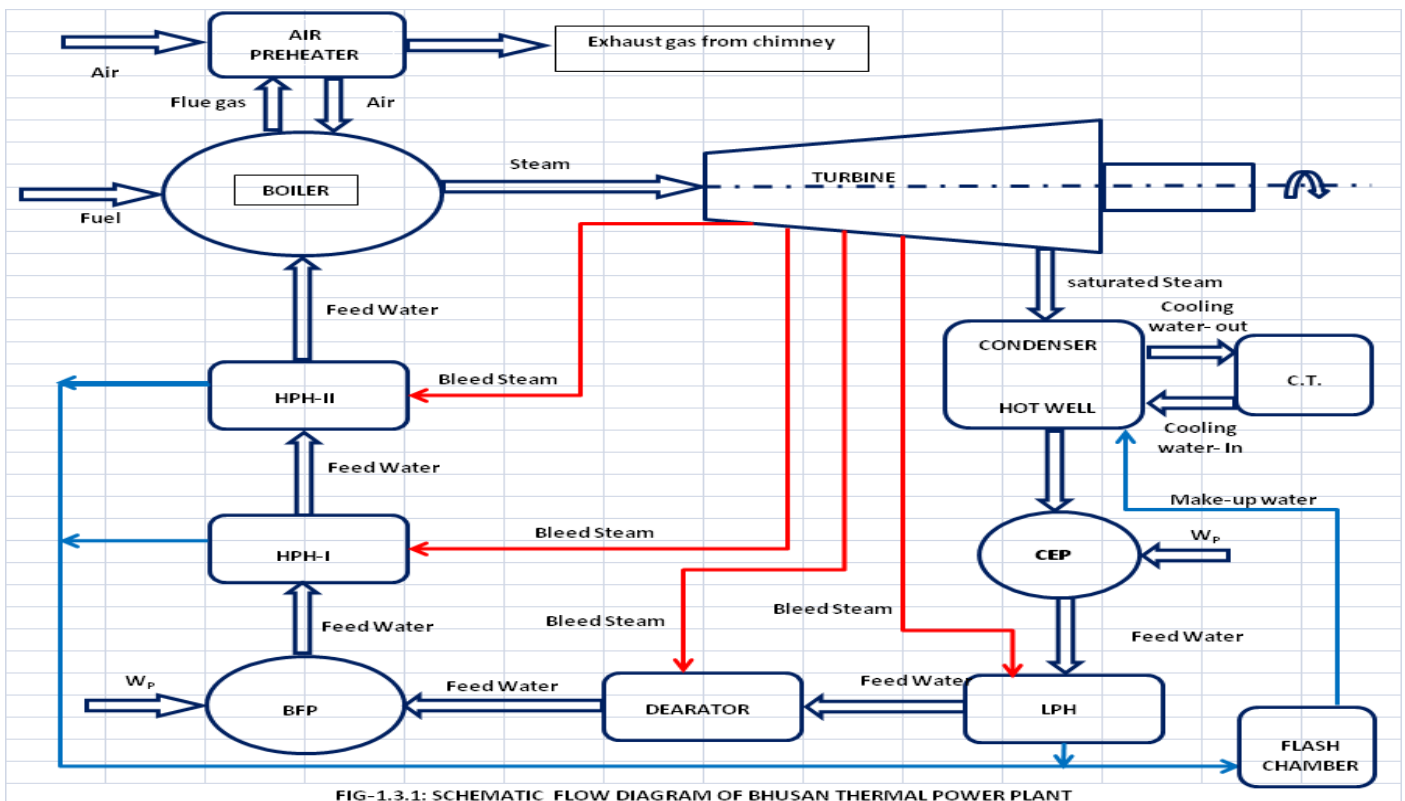 AIR
PREHEATER
Exhaust gas from chimney
Air
Flue gas
Air
Steam
BOILER
TURBINE
Fuel
saturated Steam
Feed Water
Cooling
water- out
CONDENSER
HOT WELL
C.T.
Bleed Steam
HPH-II
Cooling
water- In
Feed Water
Make-up water
Bleed Steam
HPH-I
CEP
WP
Bleed Steam
Bleed Steam
Feed Water
Feed Water
WP
Feed Water
Feed Water
BFP
DEARATOR
LPH
FLASH
CHAMBER
FIG-1.3.1: SCHEMATIC FLOW DIAGRAM OF BHUSAN THERMAL POWER PLANT